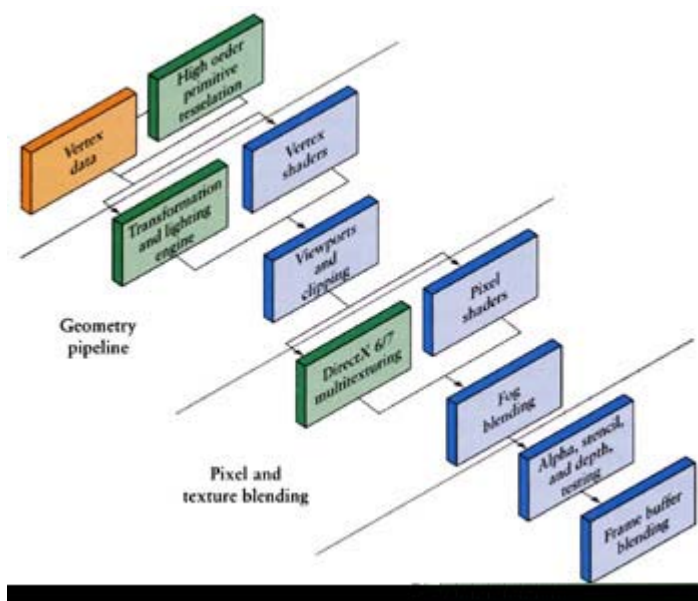 High order
primitive
tesselation
Vertex
data
Vertex
shaders
Transformation
and lighting
engine
Viewports
and
clipping
Geometry
pipeline
Pixel
shaders
DirectX 6/7
multitexturing
Fog
blending
Pixel and
texture blending
Alpha, stencil,
and depth,
testing
Frame buffer
blending